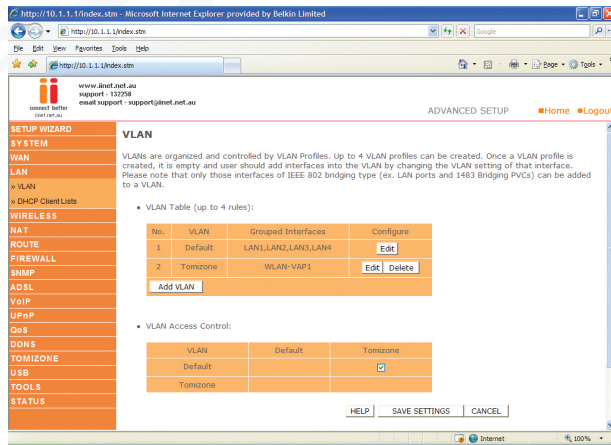 http://10.1.1.1/index.stm - Microsoft Internet Explorer provided by Belkin Limited
http://10.1.1.1/index.stm
Google
File Edit View Favorites Tools Help
http://10.1.1.1/index.stm
Page Tools
www.iinet.net.au
support - 132258
email support - support@iinet.net.au
connect better
iinet.net.au
ADVANCED SETUP
Home Logout
SETUP WIZARD
SYSTEM
WAN
LAN
» VLAN
» DHCP Client Lists
WIRELESS
NAT
ROUTE
FIREWALL
SNMP
ADSL
VoIP
UPnP
QoS
DDNS
TOMIZONE
USB
TOOLS
STATUS
VLAN
VLANs are organized and controlled by VLAN Profiles. Up to 4 VLAN profiles can be created. Once a VLAN profile is
created, it is empty and user should add interfaces into the VLAN by changing the VLAN setting of that interface.
Please note that only those interfaces of IEEE 802 bridging type (ex. LAN ports and 1483 Bridging PVCs) can be added
to a VLAN.
• VLAN Table (up to 4 rules):
No. VLAN Grouped Interfaces Configure
1 Default LAN1,LAN2,LAN3,LAN4 Edit
2 Tomizone WLAN-VAP1 Edit Delete
Add VLAN
• VLAN Access Control:
VLAN Default Tomizone
Default
Tomizone
HELP SAVE SETTINGS CANCEL
Internet 100%